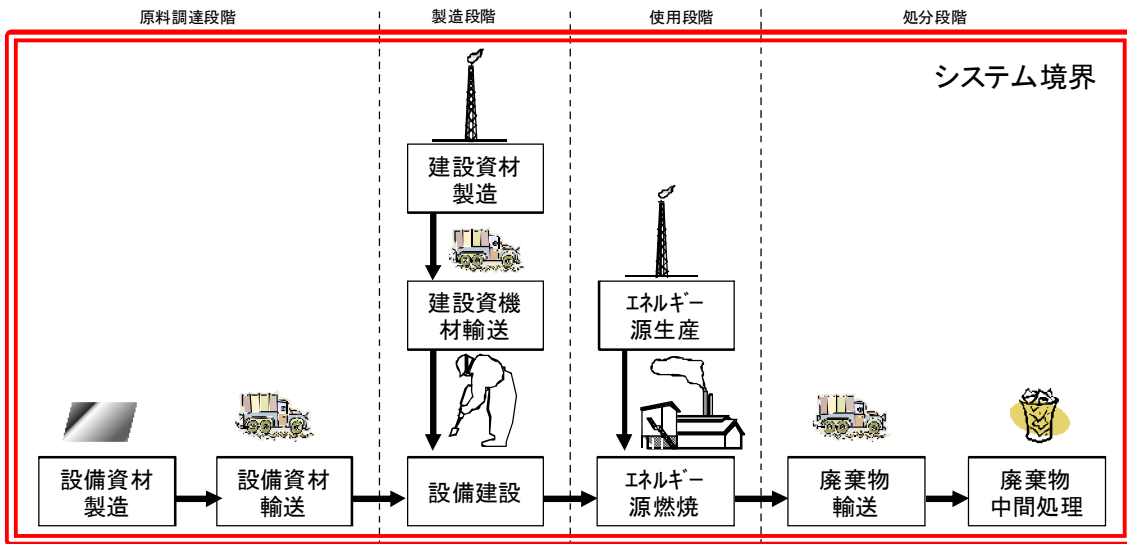 原料調達段階
製造段階
使用段階
処分段階
システム境界
建設資材
製造
建設資機
材輸送
エネルギー
源生産
設備資材
製造
設備資材
輸送
設備建設
エネルギー
源燃焼
廃棄物
輸送
廃棄物
中間処理